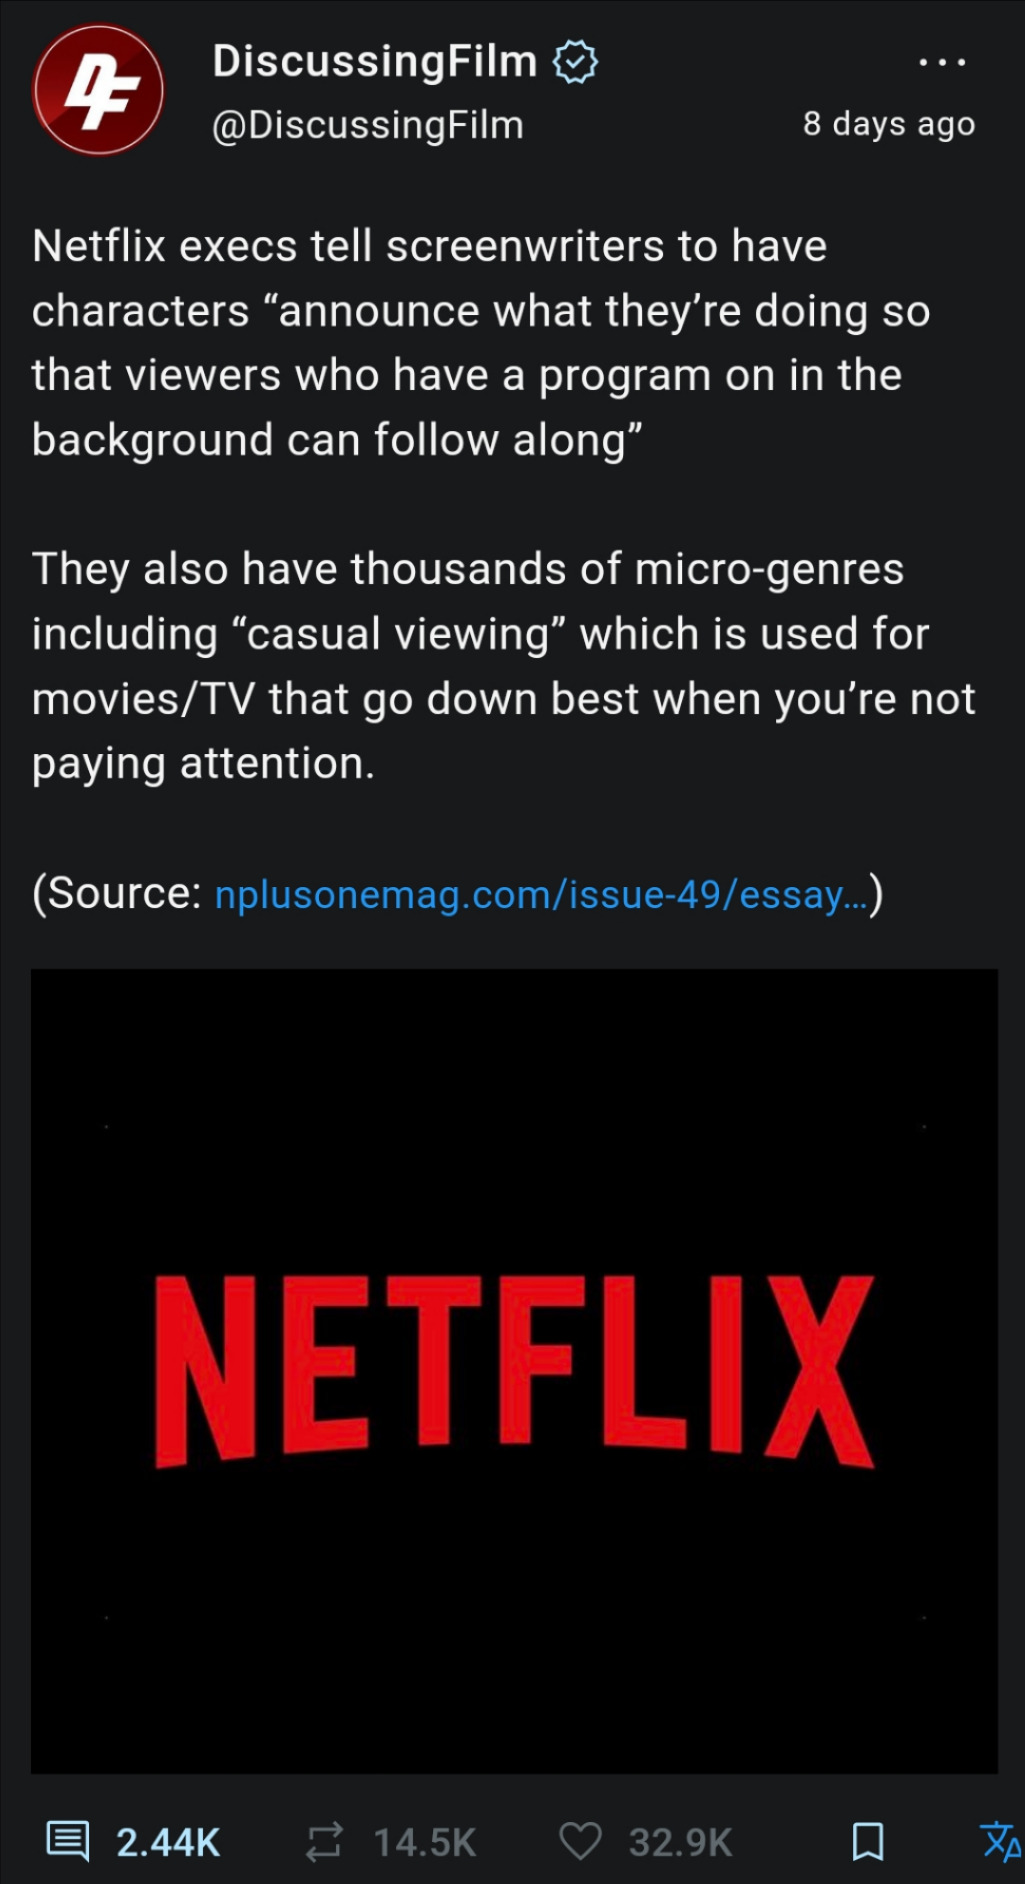 DiscussingFilm
@DiscussingFilm
8 days ago
Netflix execs tell screenwriters to have
characters “announce what they’re doing so
that viewers who have a program on in the
background can follow along”
They also have thousands of micro-genres
including “casual viewing” which is used for
movies/TV that go down best when you’re not
paying attention.
(Source: nplusonemag.com/issue-49/essay…)
NETFLIX
2.44K 14.5K 32.9K